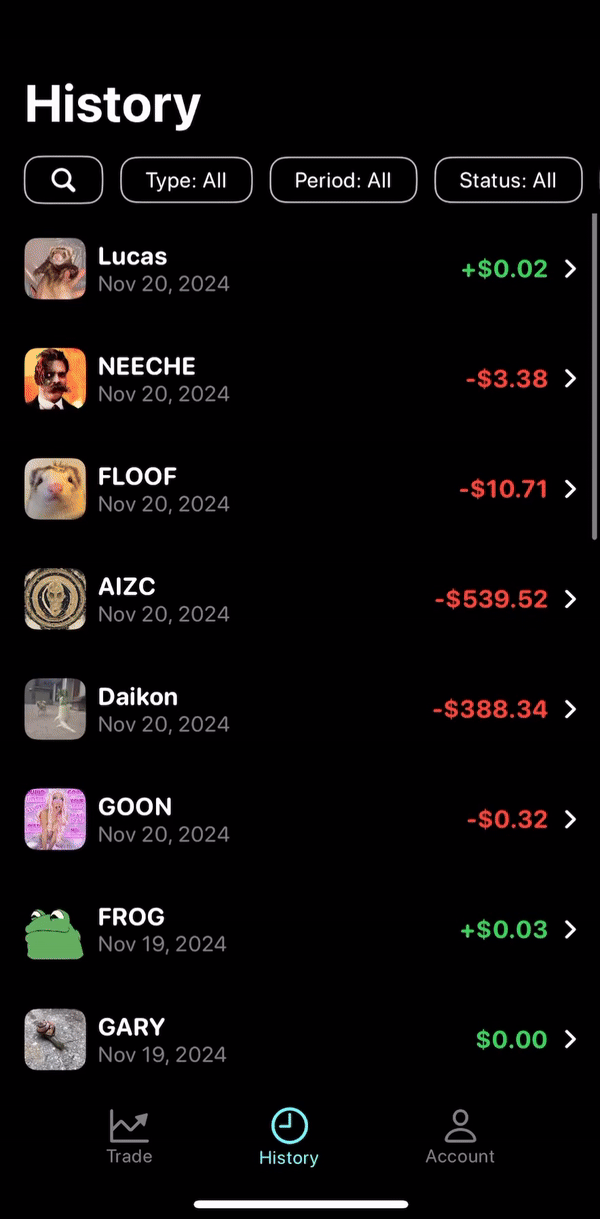 History
Type: All
Period: All
Status: All
Lucas
Nov 20, 2024
+$0.02
NEECHE
Nov 20, 2024
-$3.38
FLOOF
Nov 20, 2024
-$10.71
AIZC
Nov 20, 2024
-$539.52
Daikon
Nov 20, 2024
-$388.34
GOON
Nov 20, 2024
-$0.32
FROG
Nov 19, 2024
+$0.03
GARY
Nov 19, 2024
$0.00
Trade
History
Account